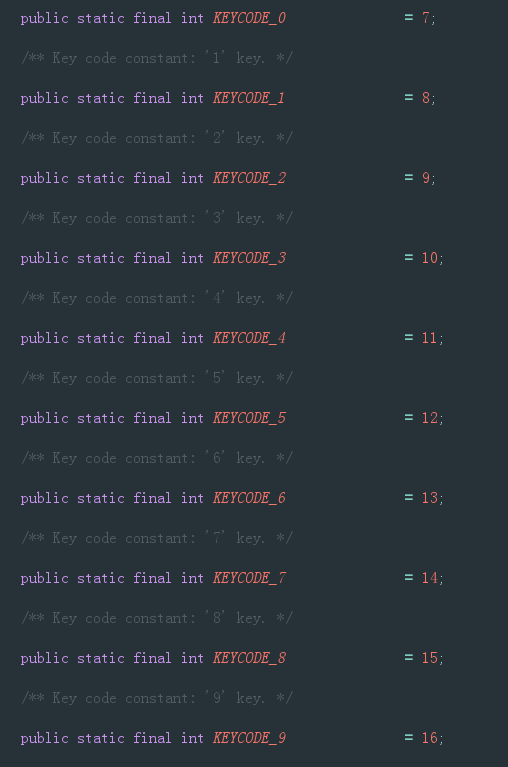 public static final int KEYCODE_0 = 7;
/** Key code constant: '1' key. */
public static final int KEYCODE_1 = 8;
/** Key code constant: '2' key. */
public static final int KEYCODE_2 = 9;
/** Key code constant: '3' key. */
public static final int KEYCODE_3 = 10;
/** Key code constant: '4' key. */
public static final int KEYCODE_4 = 11;
/** Key code constant: '5' key. */
public static final int KEYCODE_5 = 12;
/** Key code constant: '6' key. */
public static final int KEYCODE_6 = 13;
/** Key code constant: '7' key. */
public static final int KEYCODE_7 = 14;
/** Key code constant: '8' key. */
public static final int KEYCODE_8 = 15;
/** Key code constant: '9' key. */
public static final int KEYCODE_9 = 16;